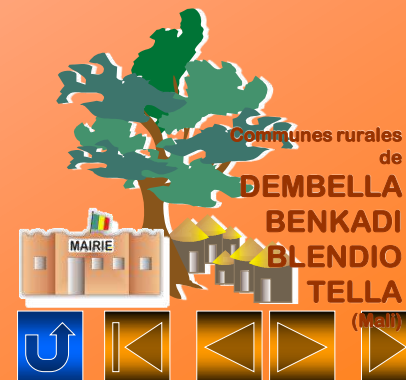 Communes rurales
de
DEMBELLA
BENKADI
BLENDIO
TELLA
(Mali)
MAIRIE